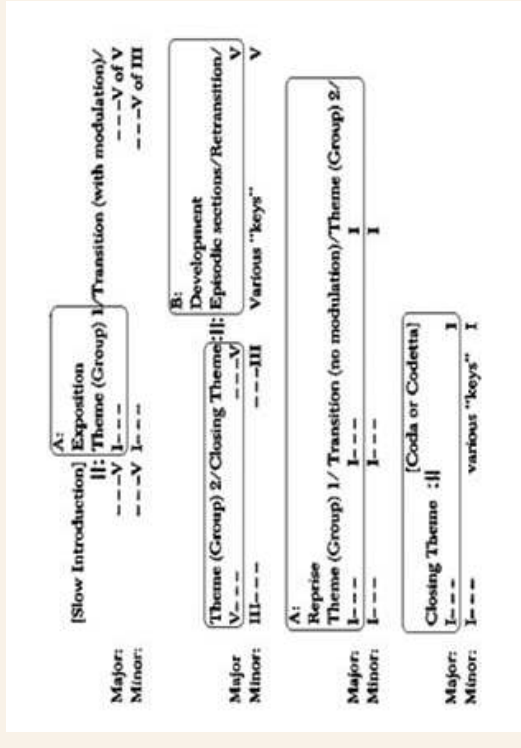 A:
[Slow Introduction] Exposition
||: Theme (Group) 1/Transition (with modulation)/
Major: ---V I--- ---V of V
Minor: ---V I--- ---V of III
B:
Development
Theme (Group) 2/Closing Theme:||: Episodic sections/Retransition/
Major V--- ---V V
Minor: III--- ---III Various "keys" V
A:
Reprise
Theme (Group) 1/ Transition (no modulation)/Theme (Group) 2/
Major: I--- I--- I
Minor: I--- I--- I
[Coda or Codetta]
Closing Theme :||
Major: I--- I
Minor: I--- various "keys" I